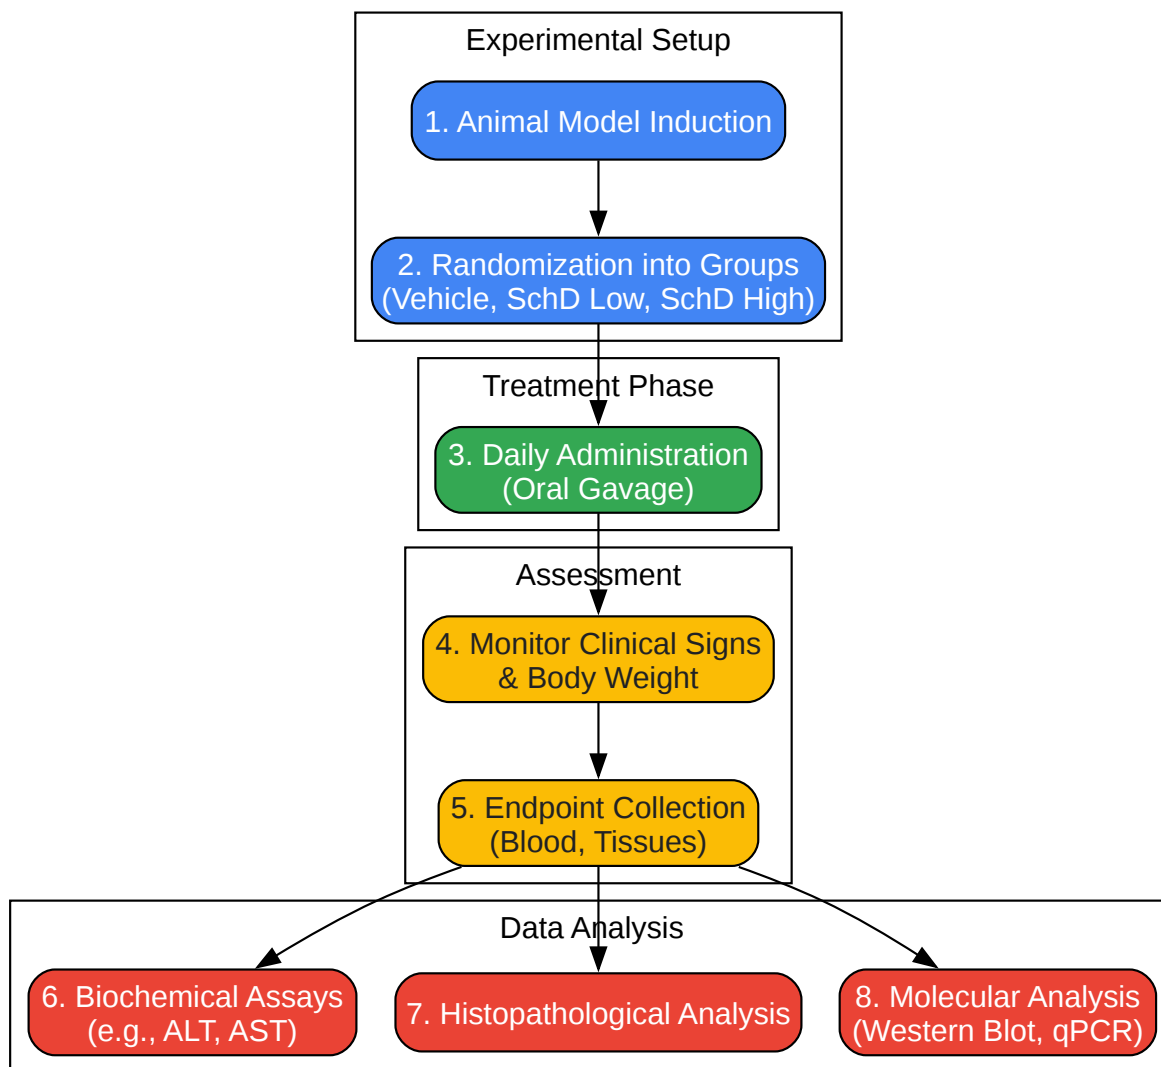 Experimental Setup
1. Animal Model Induction
2. Randomization into Groups
(Vehicle, SchD Low, SchD High)
Treatment Phase
3. Daily Administration
(Oral Gavage)
Assessment
4. Monitor Clinical Signs
& Body Weight
5. Endpoint Collection
(Blood, Tissues)
Data Analysis
6. Biochemical Assays
(e.g., ALT, AST)
7. Histopathological Analysis
8. Molecular Analysis
(Western Blot, qPCR)